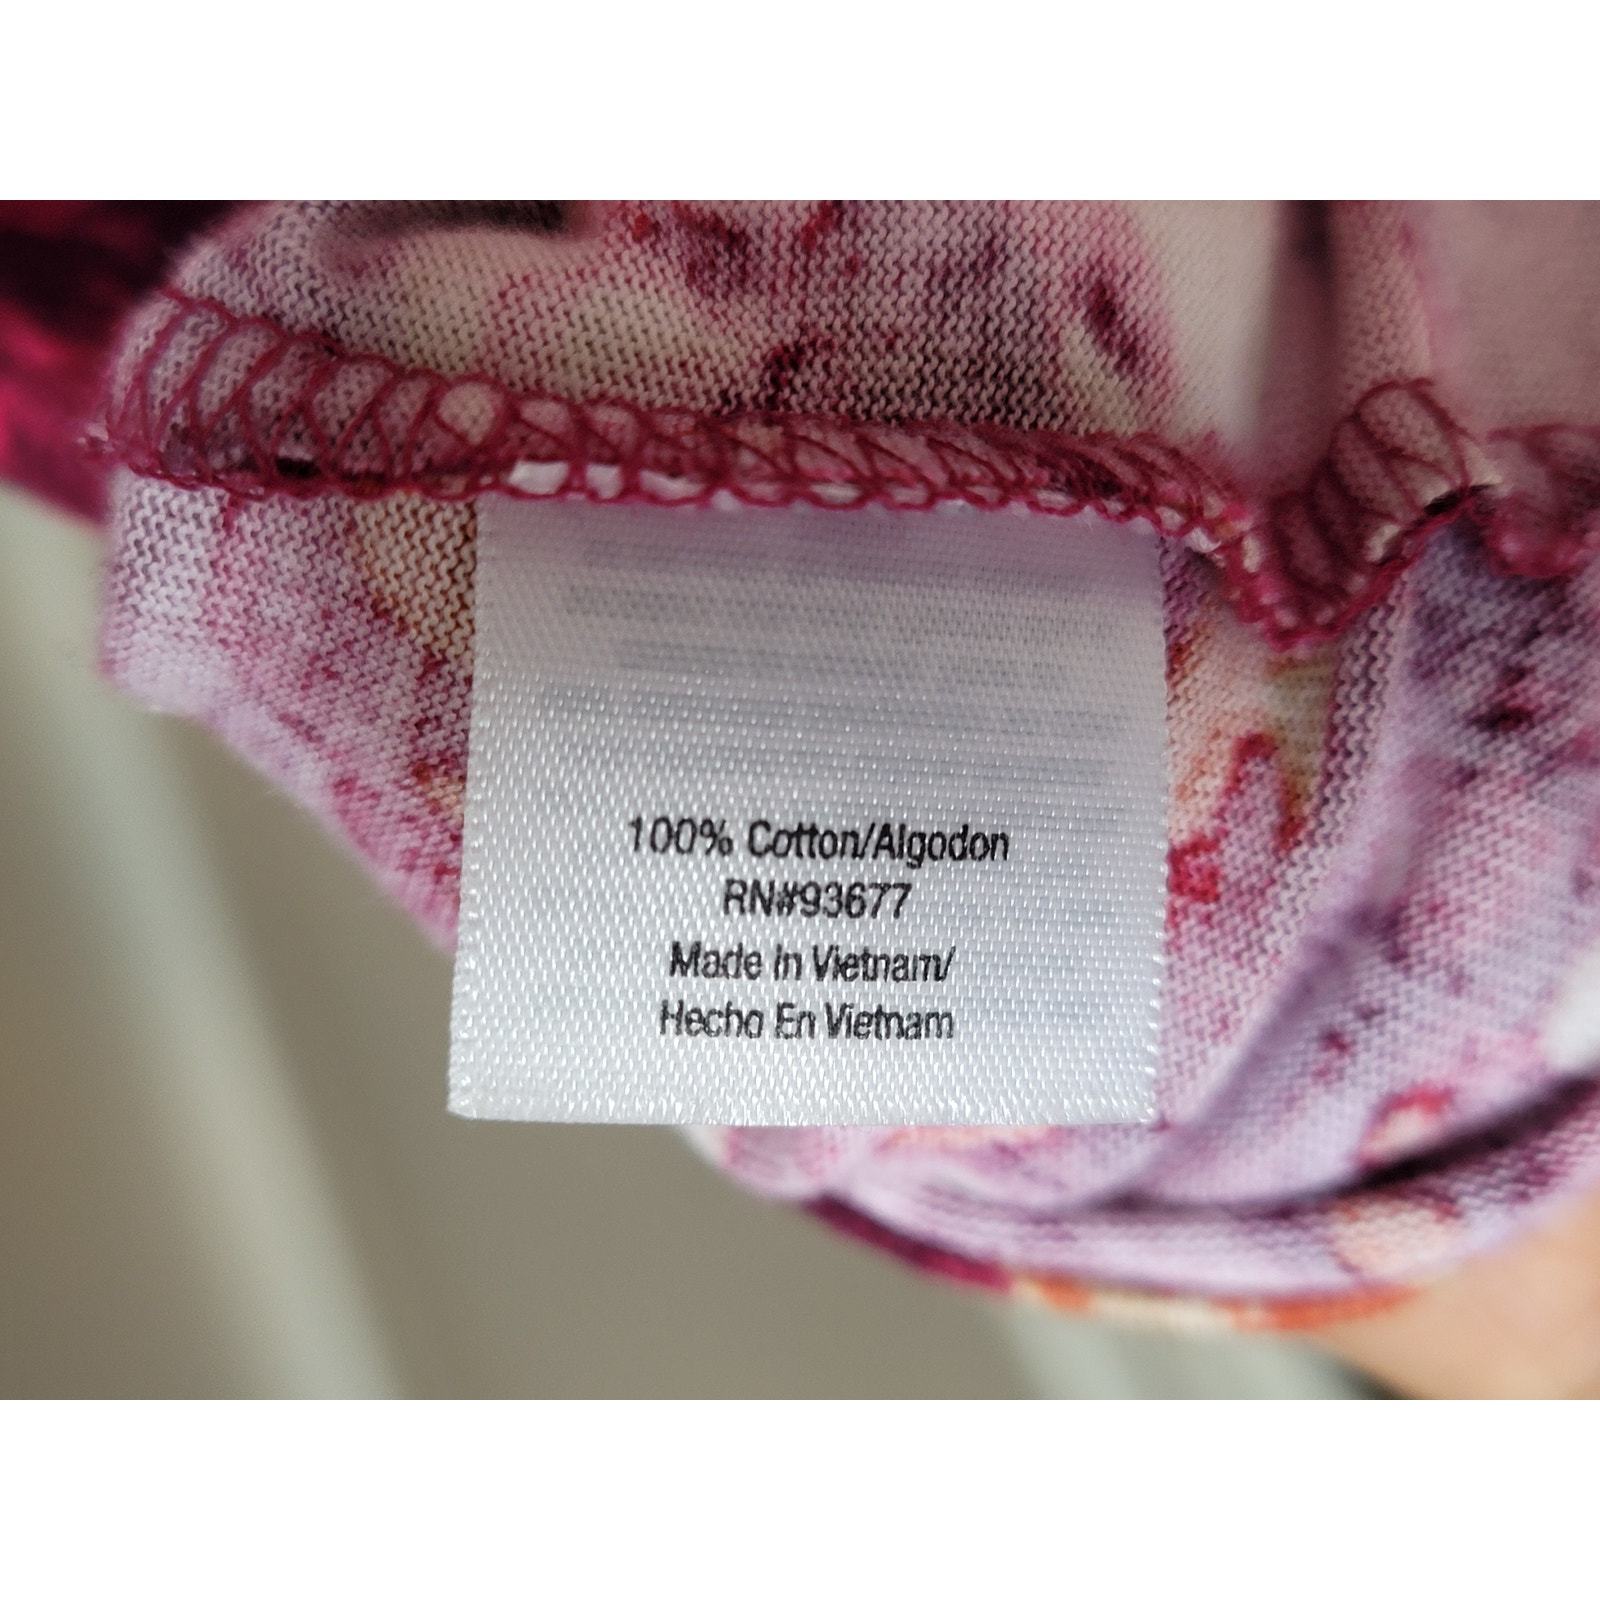 100% Cotton/Algodon
RN#93677
Made In Vietnam/
Hecho En Vietnam